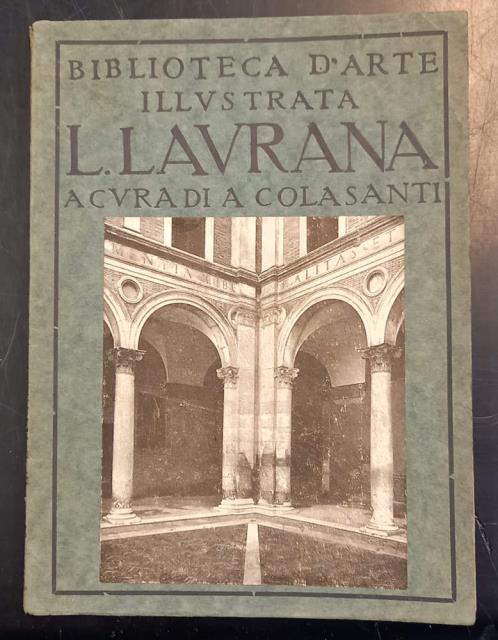 BIBLIOTECA D'ARTE
ILLVSTRATA
L. LAVRANA
A CVRA DI A COLASANTI